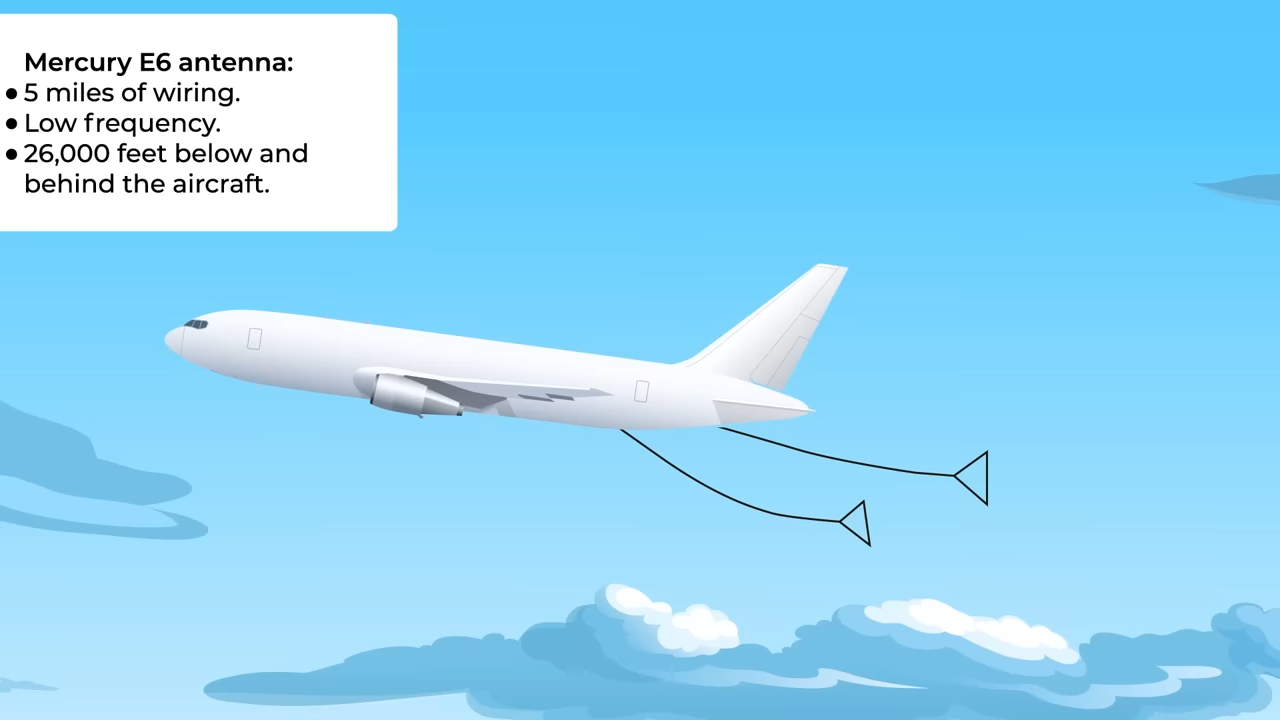 Mercury E6 antenna:
● 5 miles of wiring.
● Low frequency.
● 26,000 feet below and
behind the aircraft.